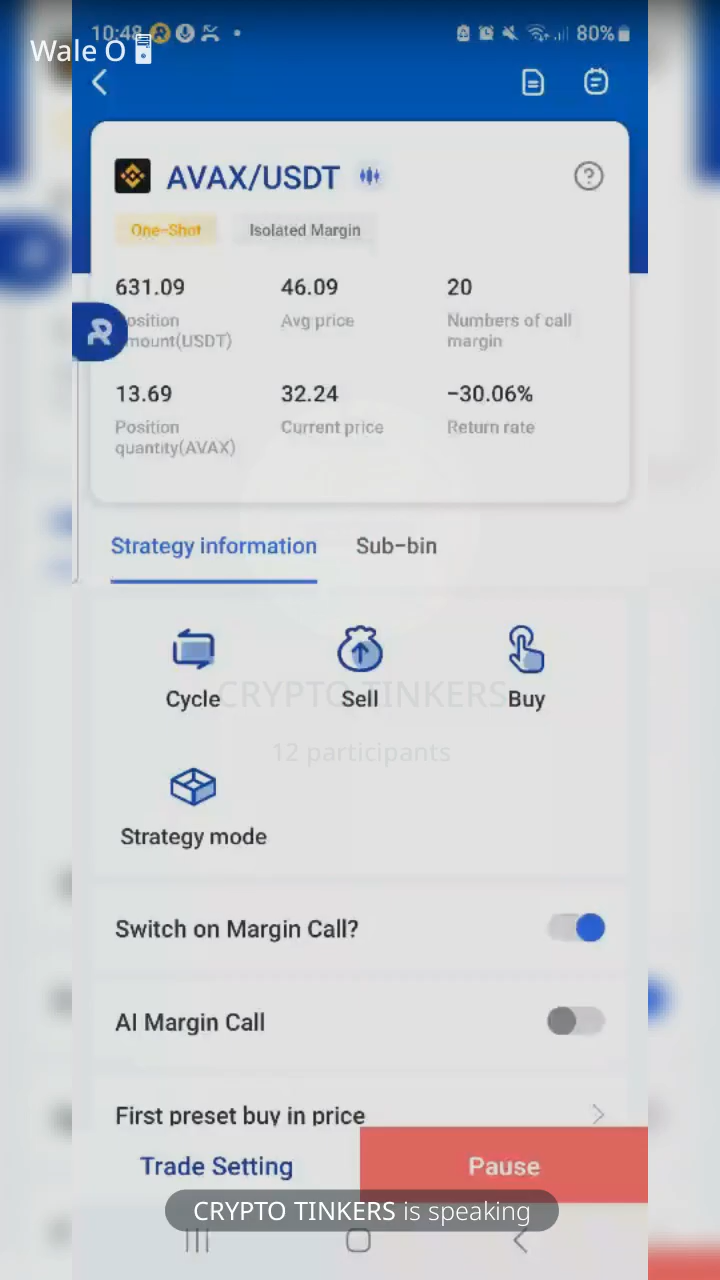 10:48
80%
Wale O
AVAX/USDT
One-Shot
Isolated Margin
631.09
46.09
20
osition
mount(USDT)
Avg price
Numbers of call
margin
13.69
32.24
-30.06%
Position
quantity(AVAX)
Current price
Return rate
Strategy information
Sub-bin
Cycle
Sell
Buy
CRYPTO TINKERS
12 participants
Strategy mode
Switch on Margin Call?
AI Margin Call
First preset buy in price
Trade Setting
Pause
CRYPTO TINKERS is speaking